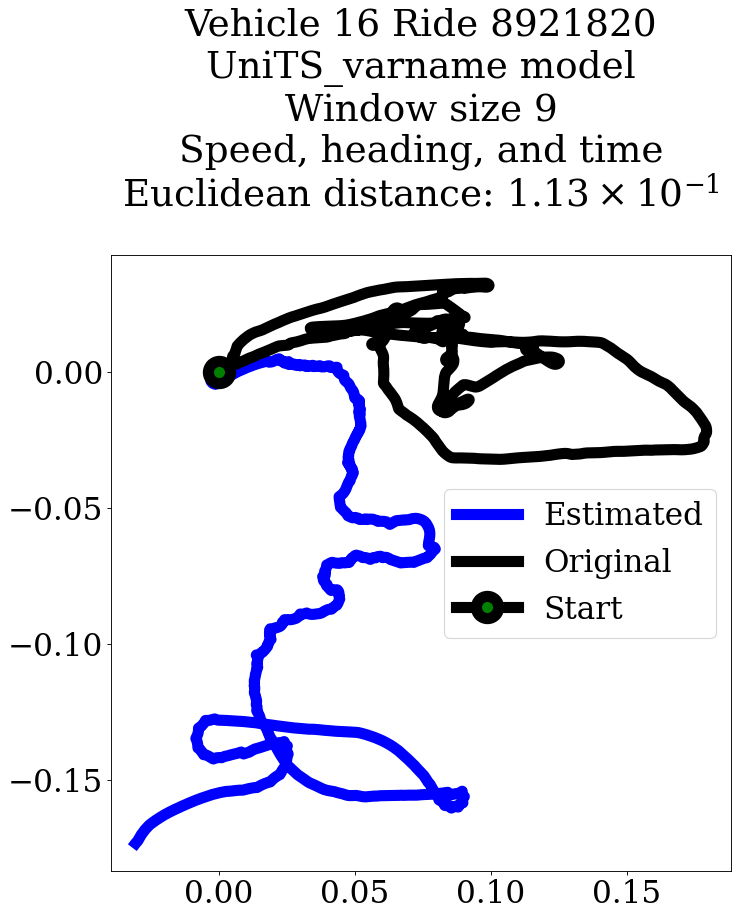 Vehicle 16 Ride 8921820
UniTS_varname model
Window size 9
Speed, heading, and time
Euclidean distance: 1.13 × 10⁻¹
0.00
−0.05
−0.10
−0.15
Estimated
Original
Start
0.00 0.05 0.10 0.15